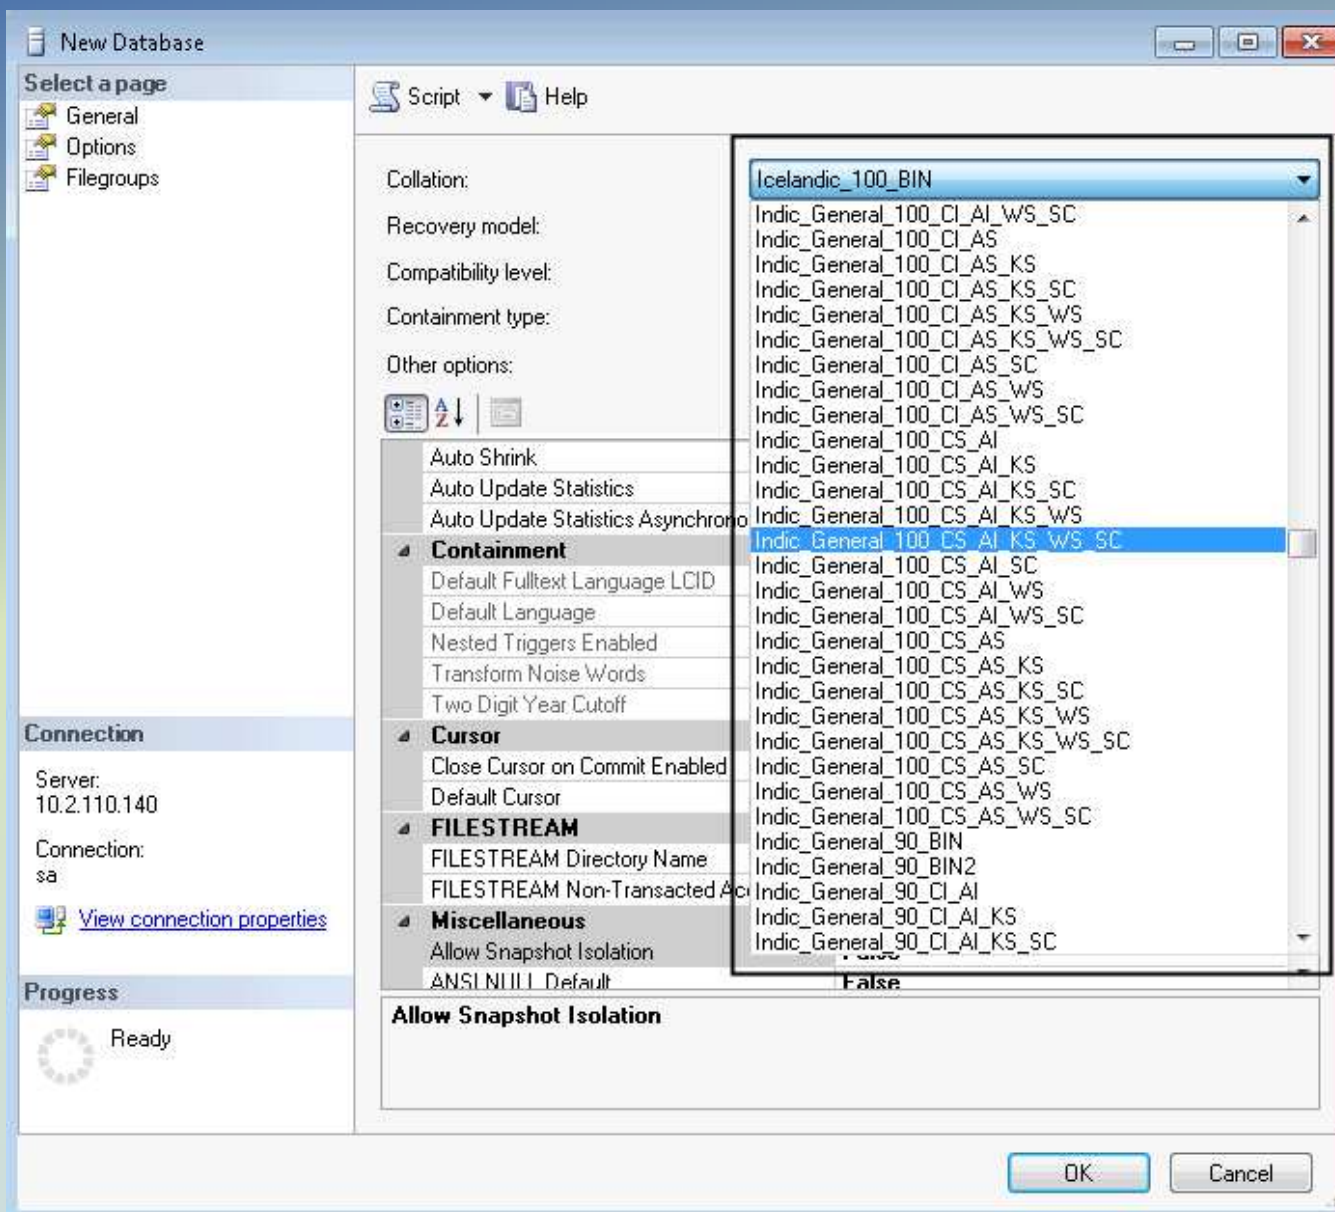 New Database
Select a page
General
Options
Filegroups
Script Help
Collation:
Recovery model:
Compatibility level:
Containment type:
Other options:
Auto Shrink
Auto Update Statistics
Auto Update Statistics Asynchrono
Containment
Default Fulltext Language LCID
Default Language
Nested Triggers Enabled
Transform Noise Words
Two Digit Year Cutoff
Cursor
Close Cursor on Commit Enabled
Default Cursor
FILESTREAM
FILESTREAM Directory Name
FILESTREAM Non-Transacted Acc
Miscellaneous
Allow Snapshot Isolation
ANSI NULL Default False
Icelandic_100_BIN
Indic_General_100_CI_AI_WS_SC
Indic_General_100_CI_AS
Indic_General_100_CI_AS_KS
Indic_General_100_CI_AS_KS_SC
Indic_General_100_CI_AS_KS_WS
Indic_General_100_CI_AS_KS_WS_SC
Indic_General_100_CI_AS_SC
Indic_General_100_CI_AS_WS
Indic_General_100_CI_AS_WS_SC
Indic_General_100_CS_AI
Indic_General_100_CS_AI_KS
Indic_General_100_CS_AI_KS_SC
Indic_General_100_CS_AI_KS_WS
Indic_General_100_CS_AI_KS_WS_SC
Indic_General_100_CS_AI_SC
Indic_General_100_CS_AI_WS
Indic_General_100_CS_AI_WS_SC
Indic_General_100_CS_AS
Indic_General_100_CS_AS_KS
Indic_General_100_CS_AS_KS_SC
Indic_General_100_CS_AS_KS_WS
Indic_General_100_CS_AS_KS_WS_SC
Indic_General_100_CS_AS_SC
Indic_General_100_CS_AS_WS
Indic_General_100_CS_AS_WS_SC
Indic_General_90_BIN
Indic_General_90_BIN2
Indic_General_90_CI_AI
Indic_General_90_CI_AI_KS
Indic_General_90_CI_AI_KS_SC
Allow Snapshot Isolation
Connection
Server:
10.2.110.140
Connection:
sa
View connection properties
Progress
Ready
OK Cancel